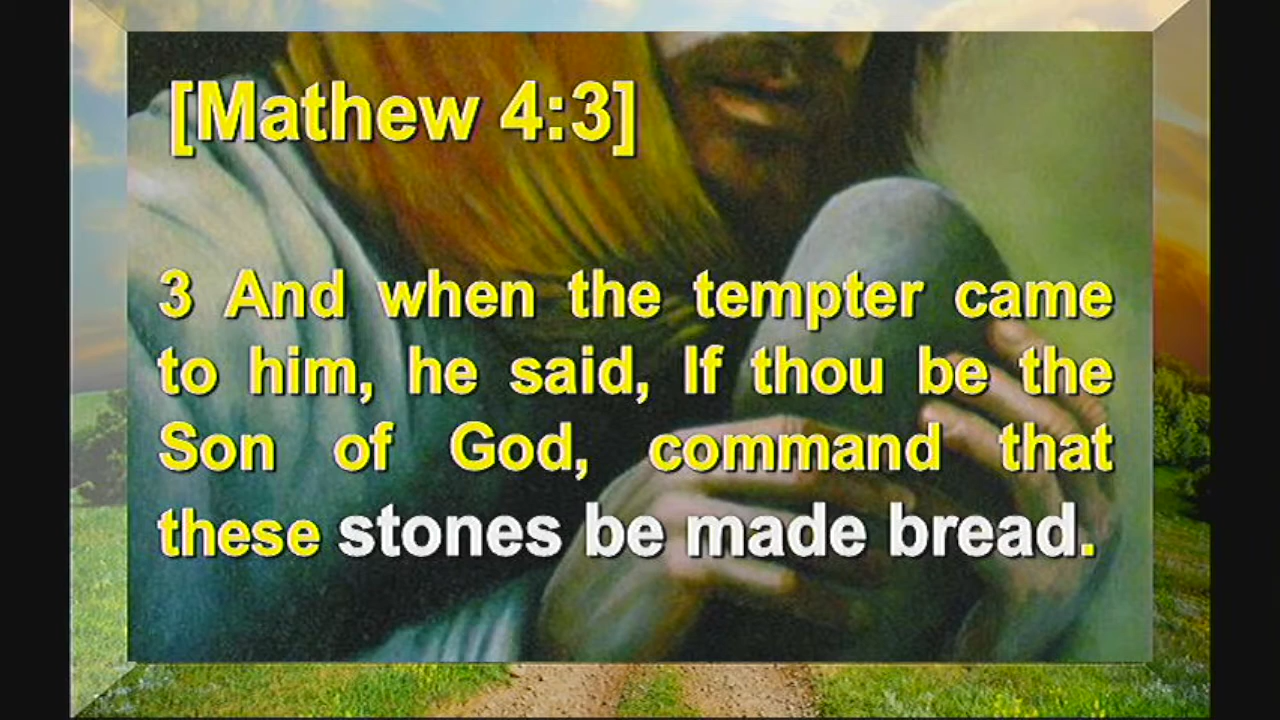 [Mathew 4:3]
3 And when the tempter came
to him, he said, If thou be the
Son of God, command that
these stones be made bread.